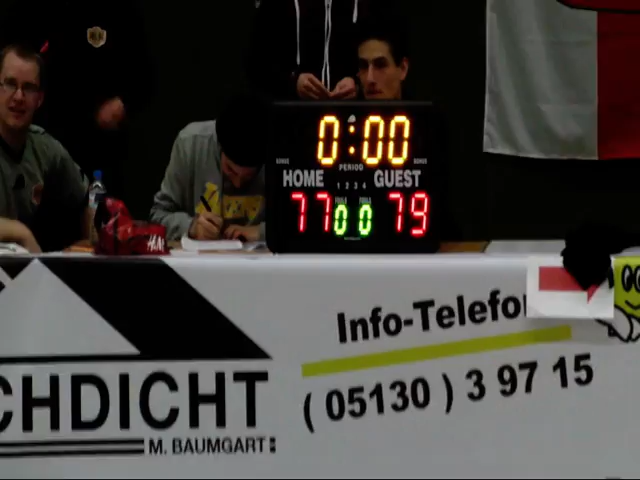 0:00
PERIOD
HOME 1 2 3 4 GUEST
77 0 0 79
H&M
Info-Telefo
CHDICHT
( 05130 ) 3 97 15
M. BAUMGART